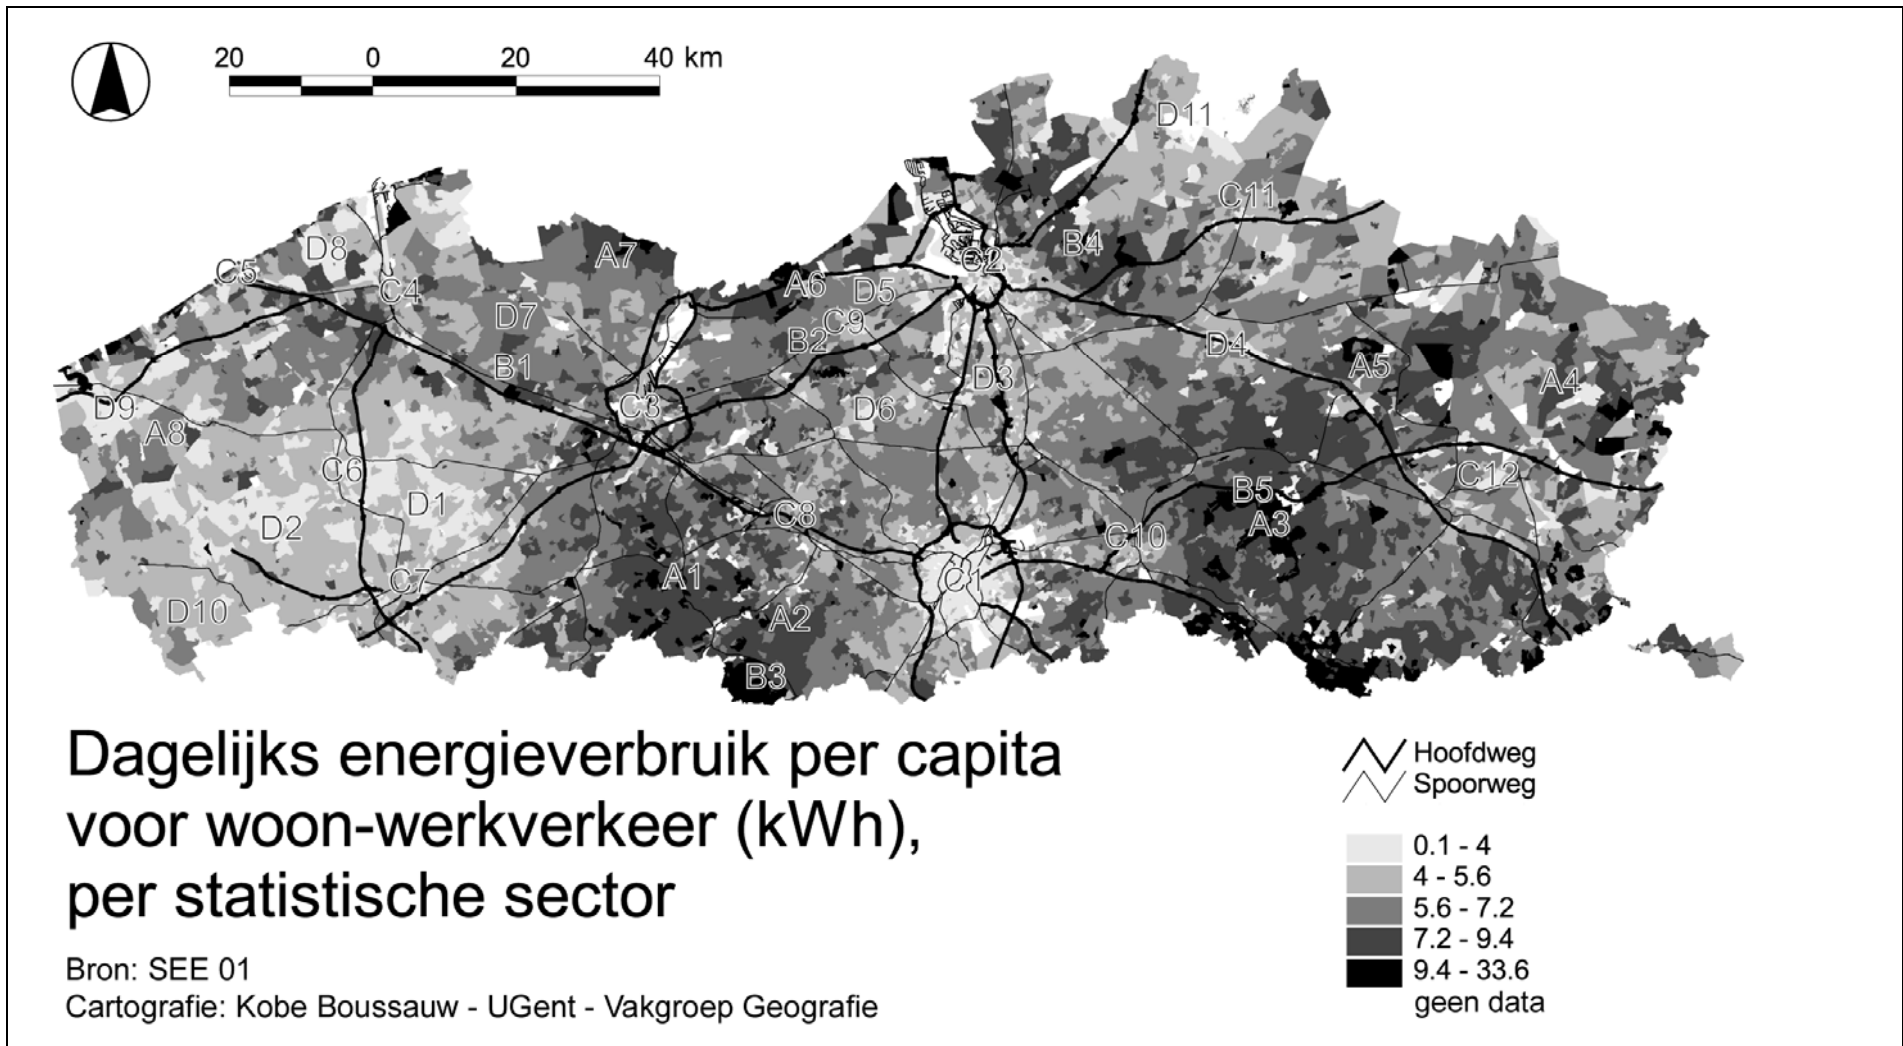 20 0 20 40 km
D11
C11
D8
A7
B4
C5
C2
C4
A6
D5
D7
C9
B2
D4
B1
A5
D3
A4
D9
C3
D6
A8
C6
C12
B5
D1
C8
A3
D2
C10
A1
C7
C1
D10
A2
B3
Dagelijks energieverbruik per capita
voor woon-werkverkeer (kWh),
per statistische sector
Bron: SEE 01
Cartografie: Kobe Boussauw - UGent - Vakgroep Geografie
Hoofdweg
Spoorweg
0.1 - 4
4 - 5.6
5.6 - 7.2
7.2 - 9.4
9.4 - 33.6
geen data